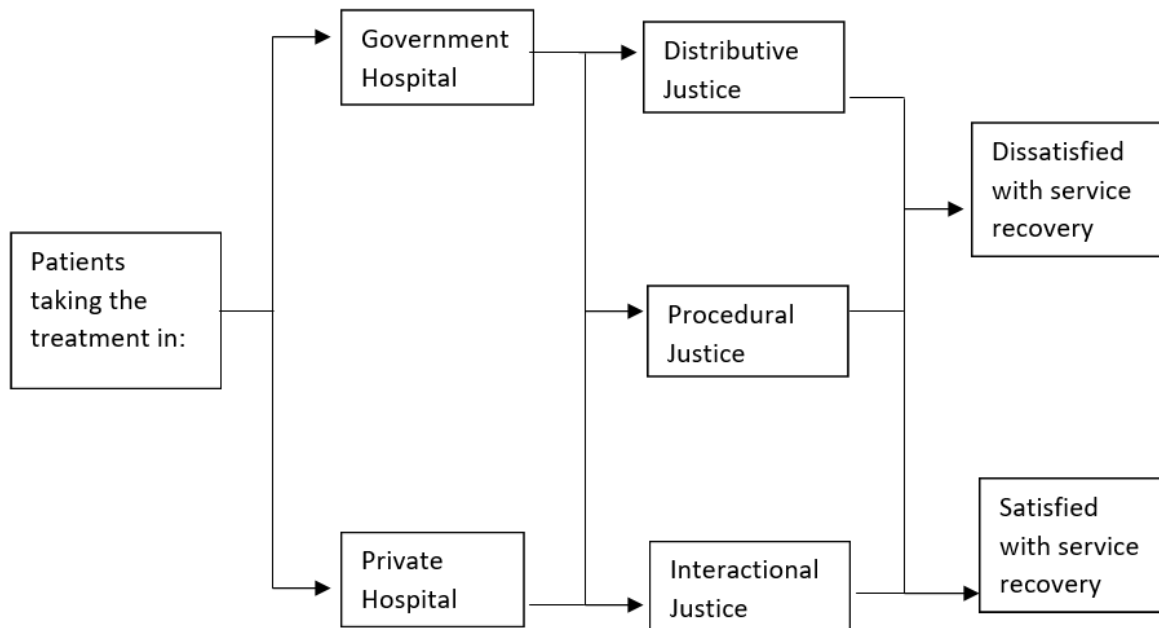 Patients
taking the
treatment in:
Government
Hospital
Private
Hospital
Distributive
Justice
Procedural
Justice
Interactional
Justice
Dissatisfied
with service
recovery
Satisfied
with service
recovery